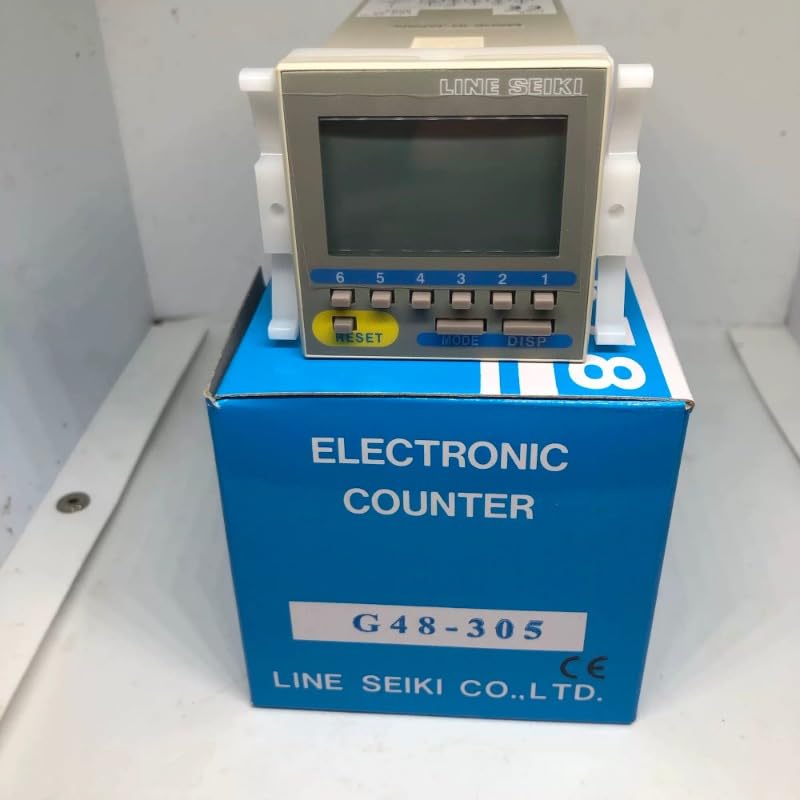 LINE SEIKI
6 5 4 3 2 1
RESET MODE DISP
8
ELECTRONIC
COUNTER
G48-305
CE
LINE SEIKI CO.,LTD.